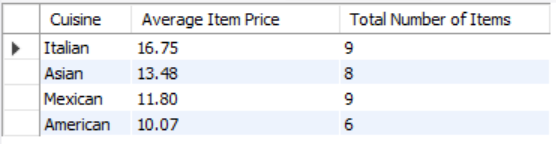 Cuisine Average Item Price Total Number of Items
Italian 16.75 9
Asian 13.48 8
Mexican 11.80 9
American 10.07 6